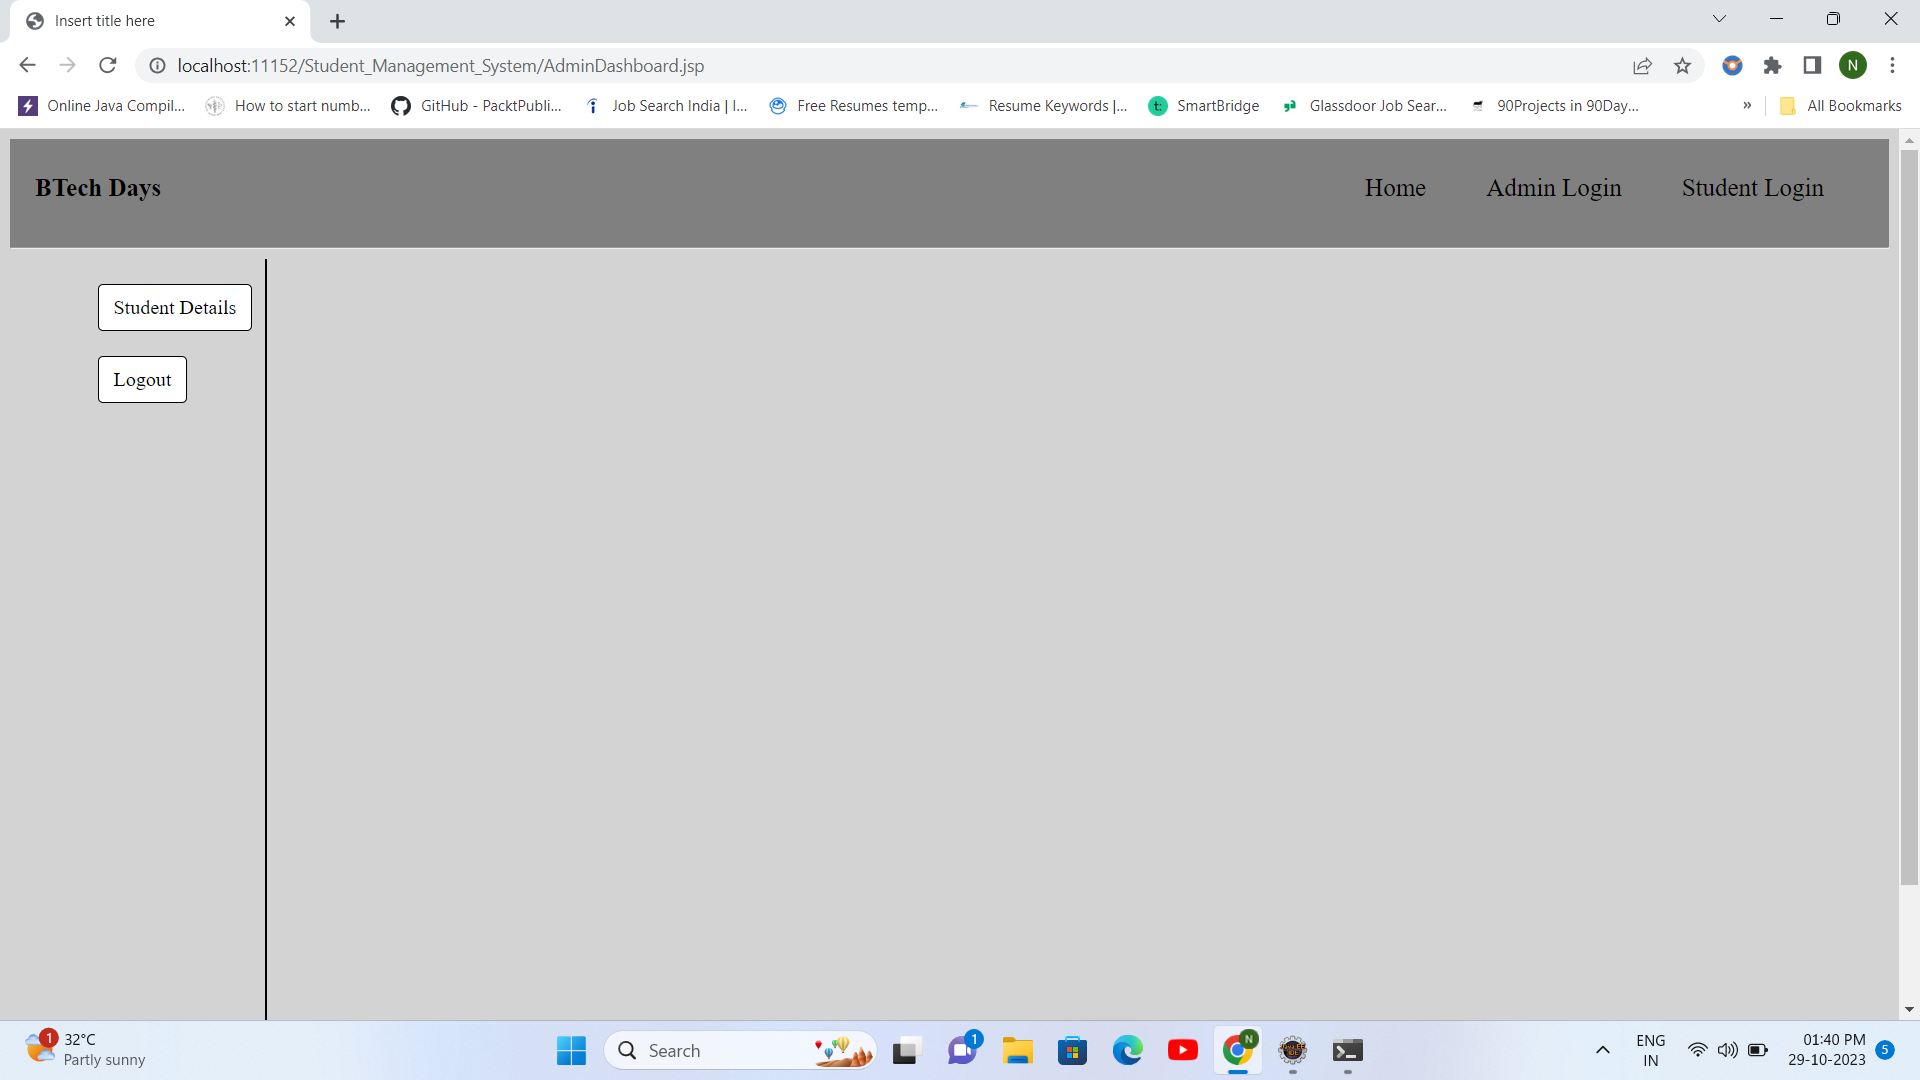 Insert title here
localhost:11152/Student_Management_System/AdminDashboard.jsp
N
Online Java Compil... How to start numb... GitHub - PacktPubli... Job Search India | I... Free Resumes temp... Resume Keywords |... t: SmartBridge Glassdoor Job Sear... 90Projects in 90Day... » All Bookmarks
BTech Days Home Admin Login Student Login
Student Details
Logout
1 32°C
Partly sunny
Search
1
N
ENG
IN
01:40 PM
29-10-2023
5